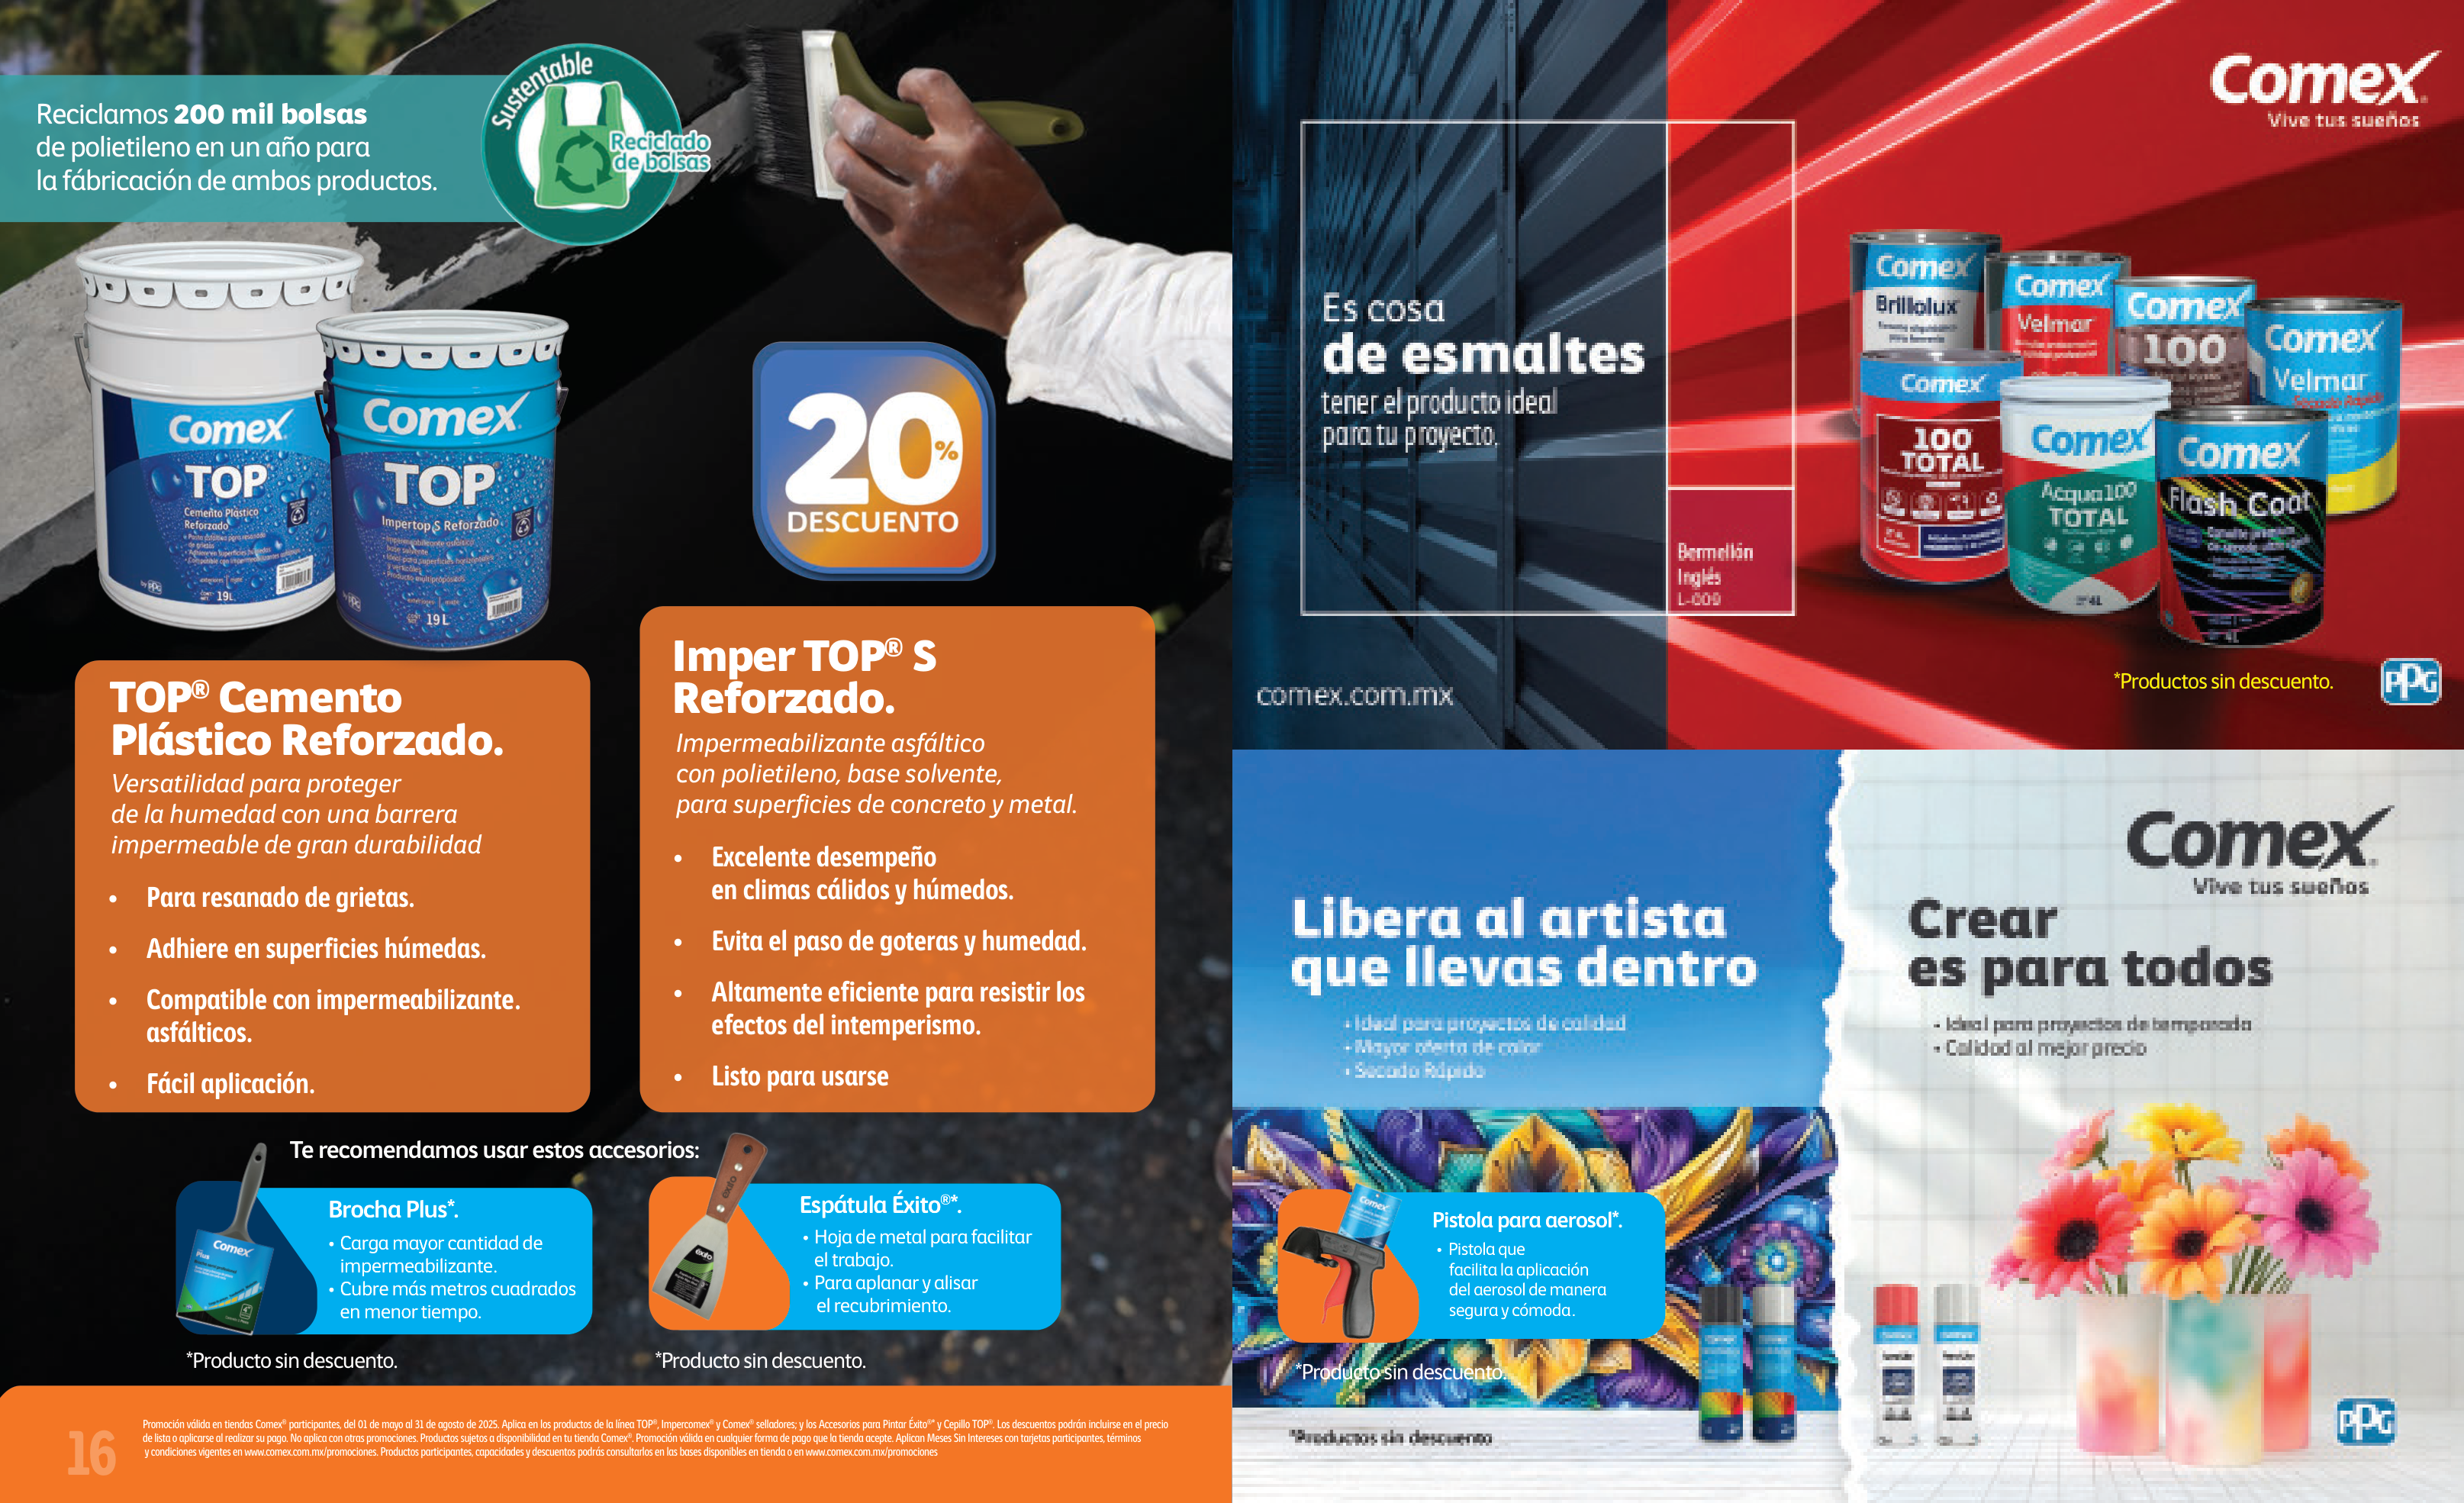 Reciclamos 200 mil bolsas
de polietileno en un año para
la fábricación de ambos productos.
Sustentable
Reciclado
de bolsas
Comex
TOP
Cemento Plástico
Reforzado
19L
Comex
TOP
Impertop S Reforzado
19 L
20%
DESCUENTO
TOP® Cemento
Plástico Reforzado.
Versatilidad para proteger
de la humedad con una barrera
impermeable de gran durabilidad
• Para resanado de grietas.
• Adhiere en superficies húmedas.
• Compatible con impermeabilizante.
asfálticos.
• Fácil aplicación.
Imper TOP® S
Reforzado.
Impermeabilizante asfáltico
con polietileno, base solvente,
para superficies de concreto y metal.
• Excelente desempeño
en climas cálidos y húmedos.
• Evita el paso de goteras y humedad.
• Altamente eficiente para resistir los
efectos del intemperismo.
• Listo para usarse
Te recomendamos usar estos accesorios:
Comex
Plus
Brocha Plus*.
• Carga mayor cantidad de
impermeabilizante.
• Cubre más metros cuadrados
en menor tiempo.
*Producto sin descuento.
éxito
éxito
Espátula Éxito®*.
• Hoja de metal para facilitar
el trabajo.
• Para aplanar y alisar
el recubrimiento.
*Producto sin descuento.
16
Promoción válida en tiendas Comex® participantes, del 01 de mayo al 31 de agosto de 2025. Aplica en los productos de la línea TOP®, Impercomex® y Comex® selladores; y los Accesorios para Pintar Éxito®* y Cepillo TOP®. Los descuentos podrán incluirse en el precio
de lista o aplicarse al realizar su pago. No aplica con otras promociones. Productos sujetos a disponibilidad en tu tienda Comex®. Promoción válida en cualquier forma de pago que la tienda acepte. Aplican Meses Sin Intereses con tarjetas participantes, términos
y condiciones vigentes en www.comex.com.mx/promociones. Productos participantes, capacidades y descuentos podrás consultarlos en las bases disponibles en tienda o en www.comex.com.mx/promociones
Comex
Vive tus sueños
Es cosa
de esmaltes
tener el producto ideal
para tu proyecto.
Bermellón
Inglés
L-009
comex.com.mx
Comex
Brillolux
Comex
Velmar
Comex
100
Comex
Velmar
Secado Rápido
Comex
100
TOTAL
Comex
Acqua100
TOTAL
4L
Comex
Flash Coat
4L
*Productos sin descuento.
PPG
Libera al artista
que llevas dentro
• Ideal para proyectos de calidad
• Mayor oferta de color
• Secado Rápido
Comex
Pistola para aerosol*.
• Pistola que
facilita la aplicación
del aerosol de manera
segura y cómoda.
*Producto sin descuento.
*Productos sin descuento
Comex
Vive tus sueños
Crear
es para todos
• Ideal para proyectos de temporada
• Calidad al mejor precio
PPG